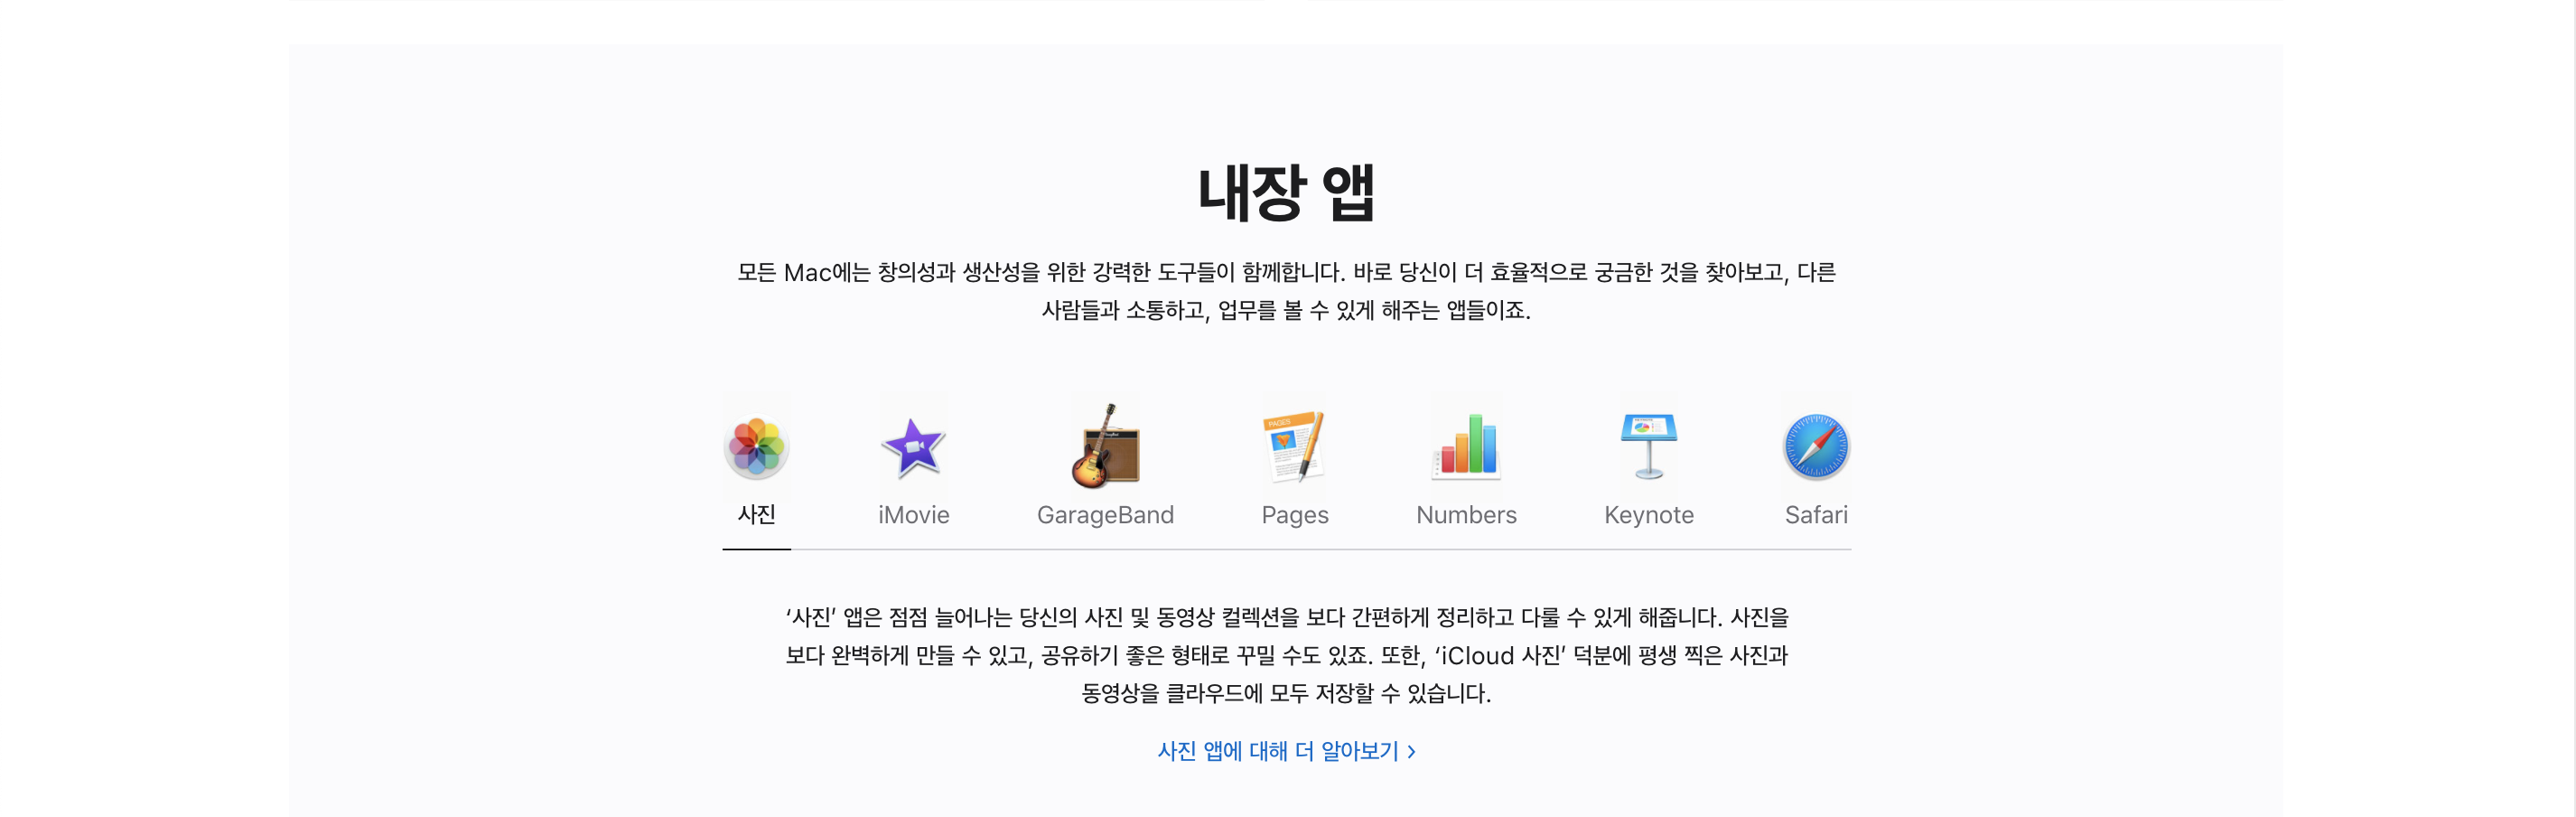 내장 앱
모든 Mac에는 창의성과 생산성을 위한 강력한 도구들이 함께합니다. 바로 당신이 더 효율적으로 궁금한 것을 찾아보고, 다른
사람들과 소통하고, 업무를 볼 수 있게 해주는 앱들이죠.
PAGES
사진
iMovie
GarageBand
Pages
Numbers
Keynote
Safari
‘사진’ 앱은 점점 늘어나는 당신의 사진 및 동영상 컬렉션을 보다 간편하게 정리하고 다룰 수 있게 해줍니다. 사진을
보다 완벽하게 만들 수 있고, 공유하기 좋은 형태로 꾸밀 수도 있죠. 또한, ‘iCloud 사진’ 덕분에 평생 찍은 사진과
동영상을 클라우드에 모두 저장할 수 있습니다.
사진 앱에 대해 더 알아보기 >